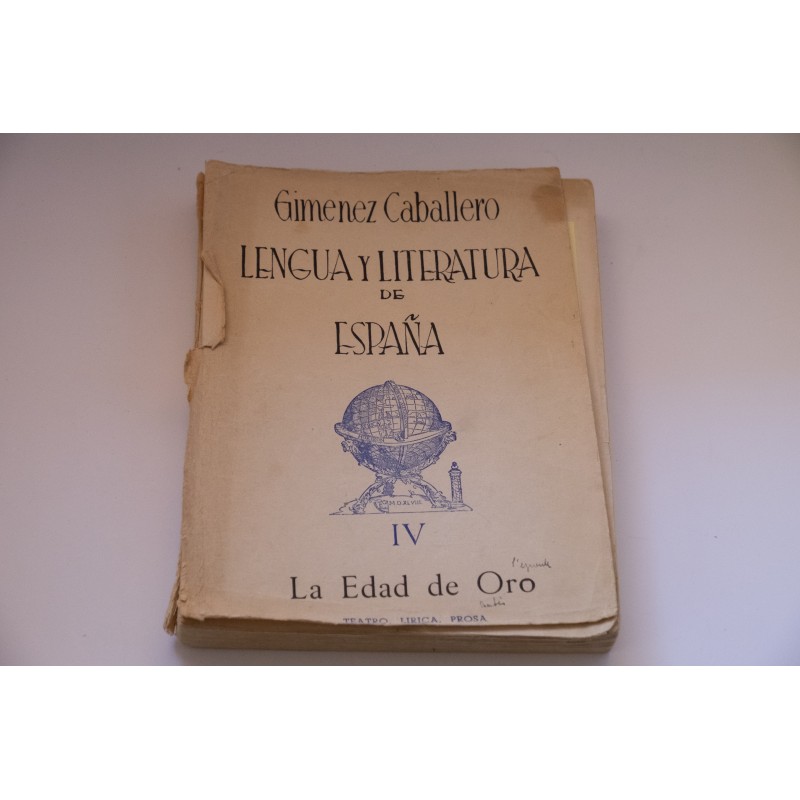 Gimenez Caballero
LENGUA Y LITERATURA
DE
ESPAÑA
IV
La Edad de Oro
TEATRO, LIRICA, PROSA